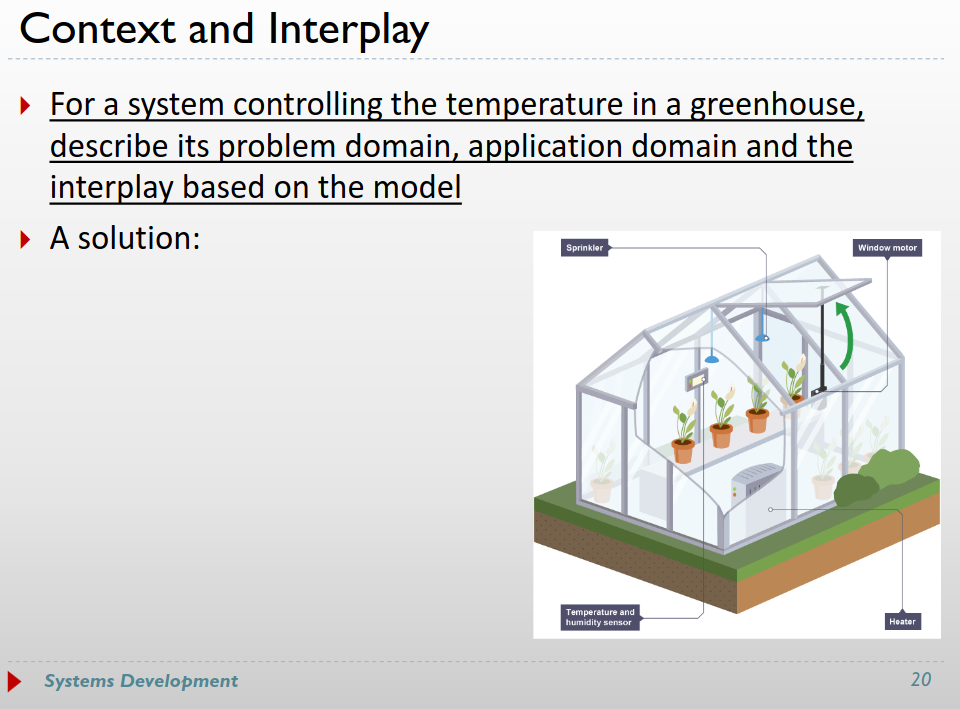 Context and Interplay
For a system controlling the temperature in a greenhouse,
describe its problem domain, application domain and the
interplay based on the model
A solution:
Sprinkler
Window motor
Temperature and
humidity sensor
Heater
Systems Development
20